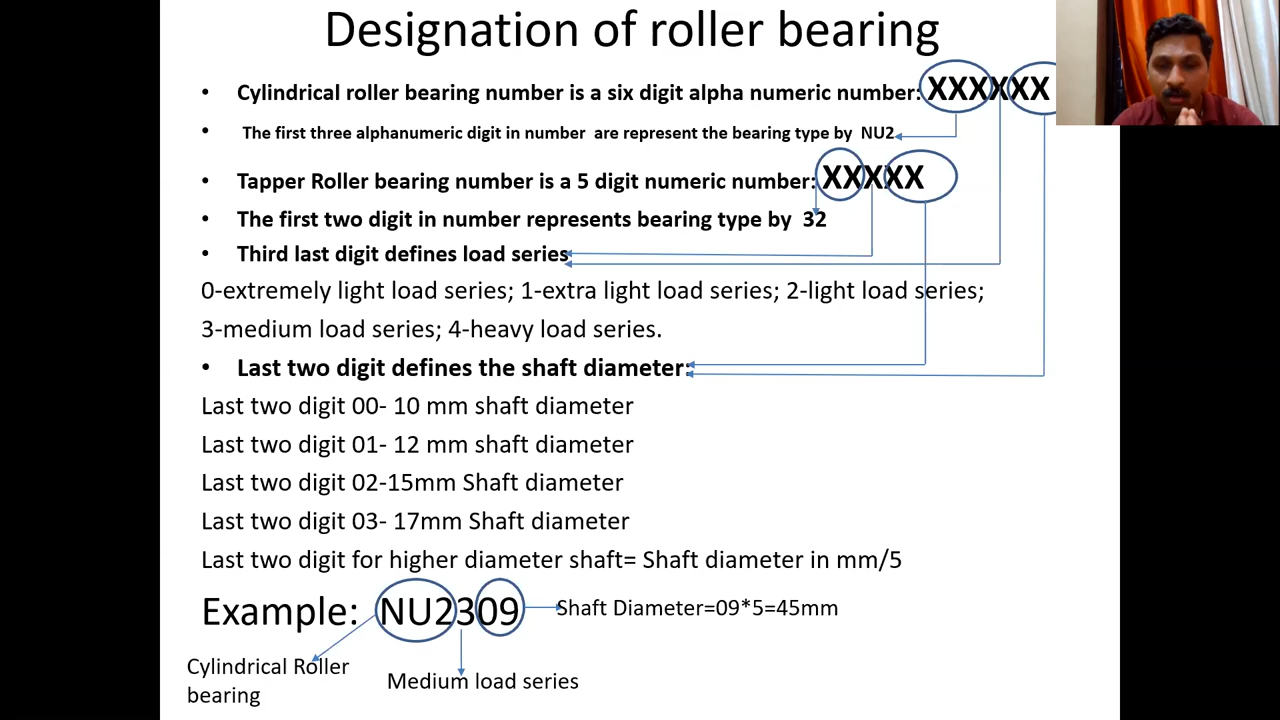 Designation of roller bearing
• Cylindrical roller bearing number is a six digit alpha numeric number: XXXXXX
• The first three alphanumeric digit in number are represent the bearing type by NU2
• Tapper Roller bearing number is a 5 digit numeric number: XXXXX
• The first two digit in number represents bearing type by 32
• Third last digit defines load series
0-extremely light load series; 1-extra light load series; 2-light load series;
3-medium load series; 4-heavy load series.
• Last two digit defines the shaft diameter:
Last two digit 00- 10 mm shaft diameter
Last two digit 01- 12 mm shaft diameter
Last two digit 02-15mm Shaft diameter
Last two digit 03- 17mm Shaft diameter
Last two digit for higher diameter shaft= Shaft diameter in mm/5
Example: NU2309 Shaft Diameter=09*5=45mm
Cylindrical Roller
bearing
Medium load series